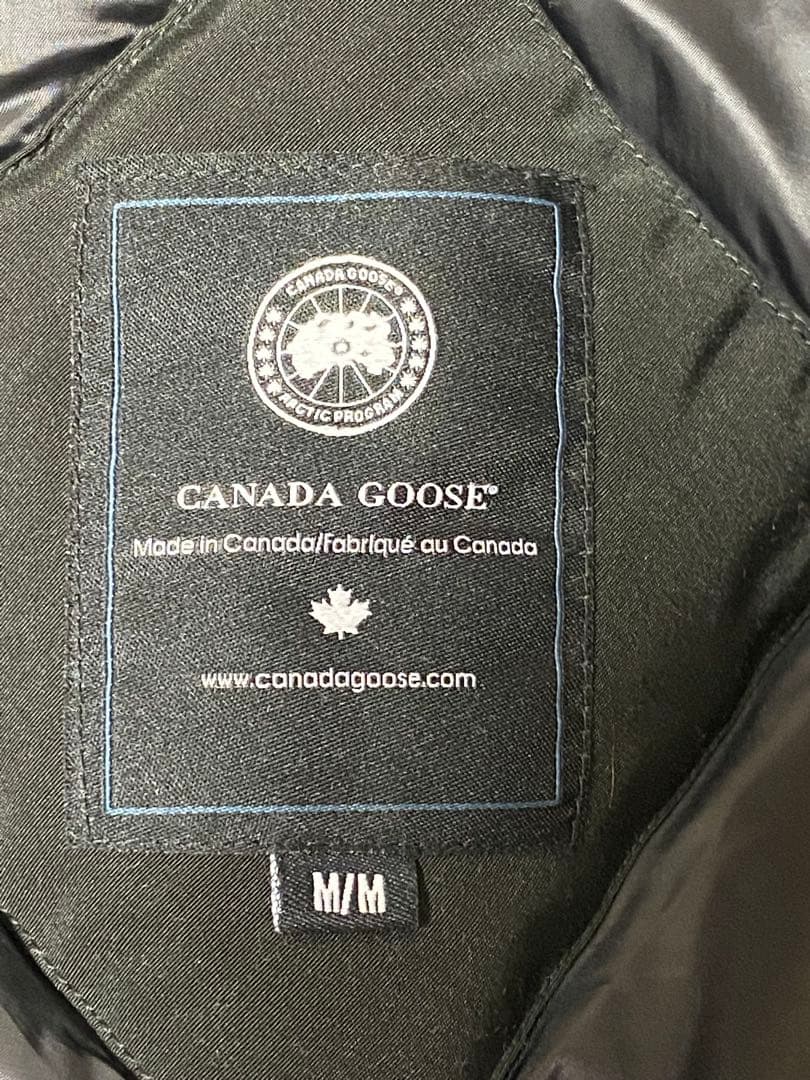 CANADA GOOSE®
ARCTIC PROGRAM
CANADA GOOSE®
Made in Canada/Fabriqué au Canada
www.canadagoose.com
M/M